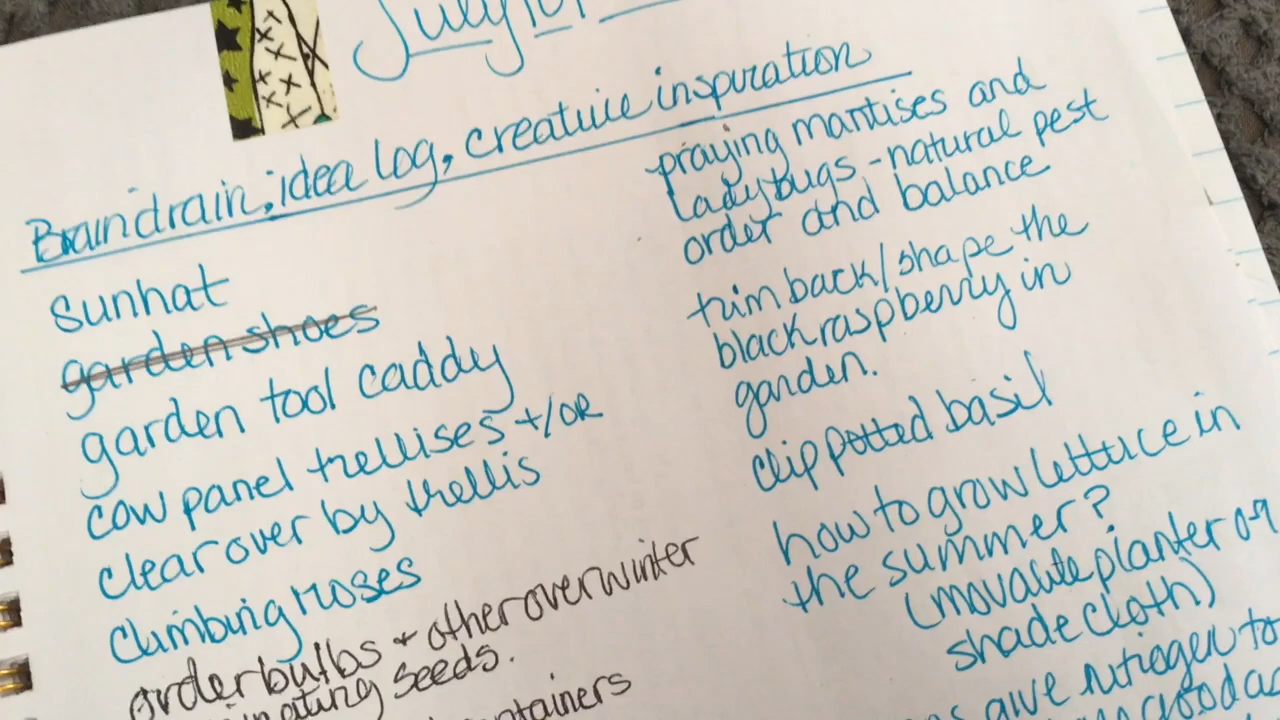 July
Braindrain, idea log, creative inspiration
sunhat
garden shoes
garden tool caddy
cow panel trellises +/OR
clear over by trellis
climbing roses
order bulbs + other overwinter
seeds.
praying mantises and
ladybugs - natural pest
order and balance
trim back/shape the
black raspberry in
garden.
clip potted basil
how to grow lettuce in
the summer?
(movable planter or
shade cloth)
nitrogen to